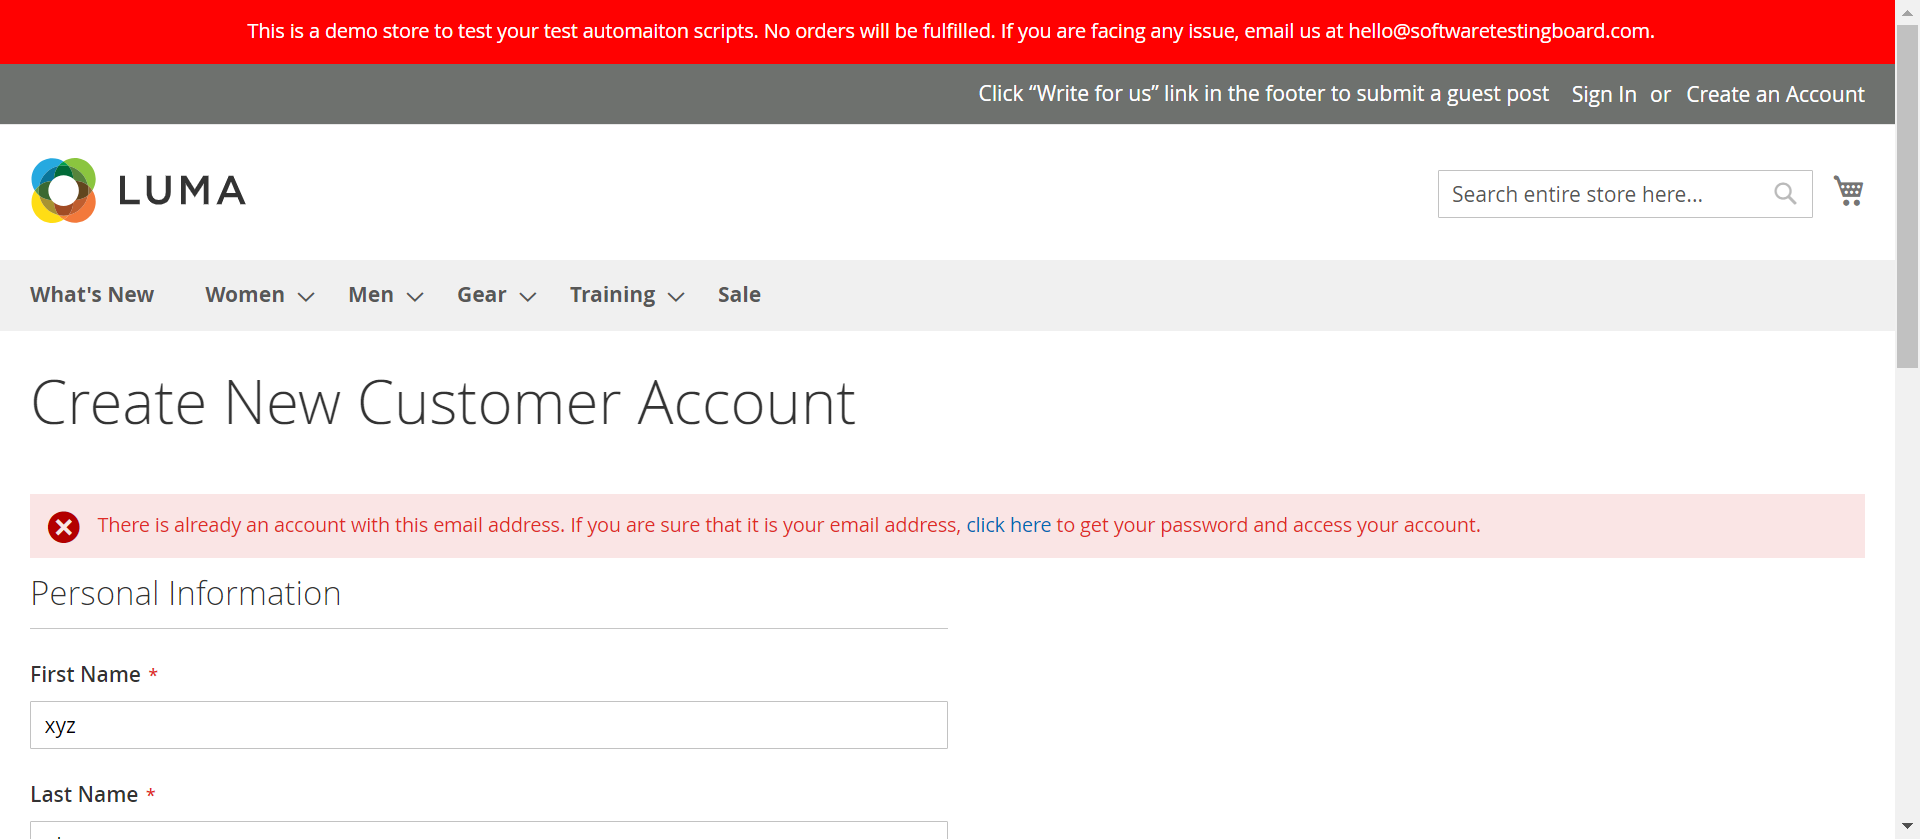 This is a demo store to test your test automaiton scripts. No orders will be fulfilled. If you are facing any issue, email us at hello@softwaretestingboard.com.
Click “Write for us” link in the footer to submit a guest post Sign In or Create an Account
LUMA
Search entire store here...
What's New Women Men Gear Training Sale
Create New Customer Account
There is already an account with this email address. If you are sure that it is your email address, click here to get your password and access your account.
Personal Information
First Name *
xyz
Last Name *